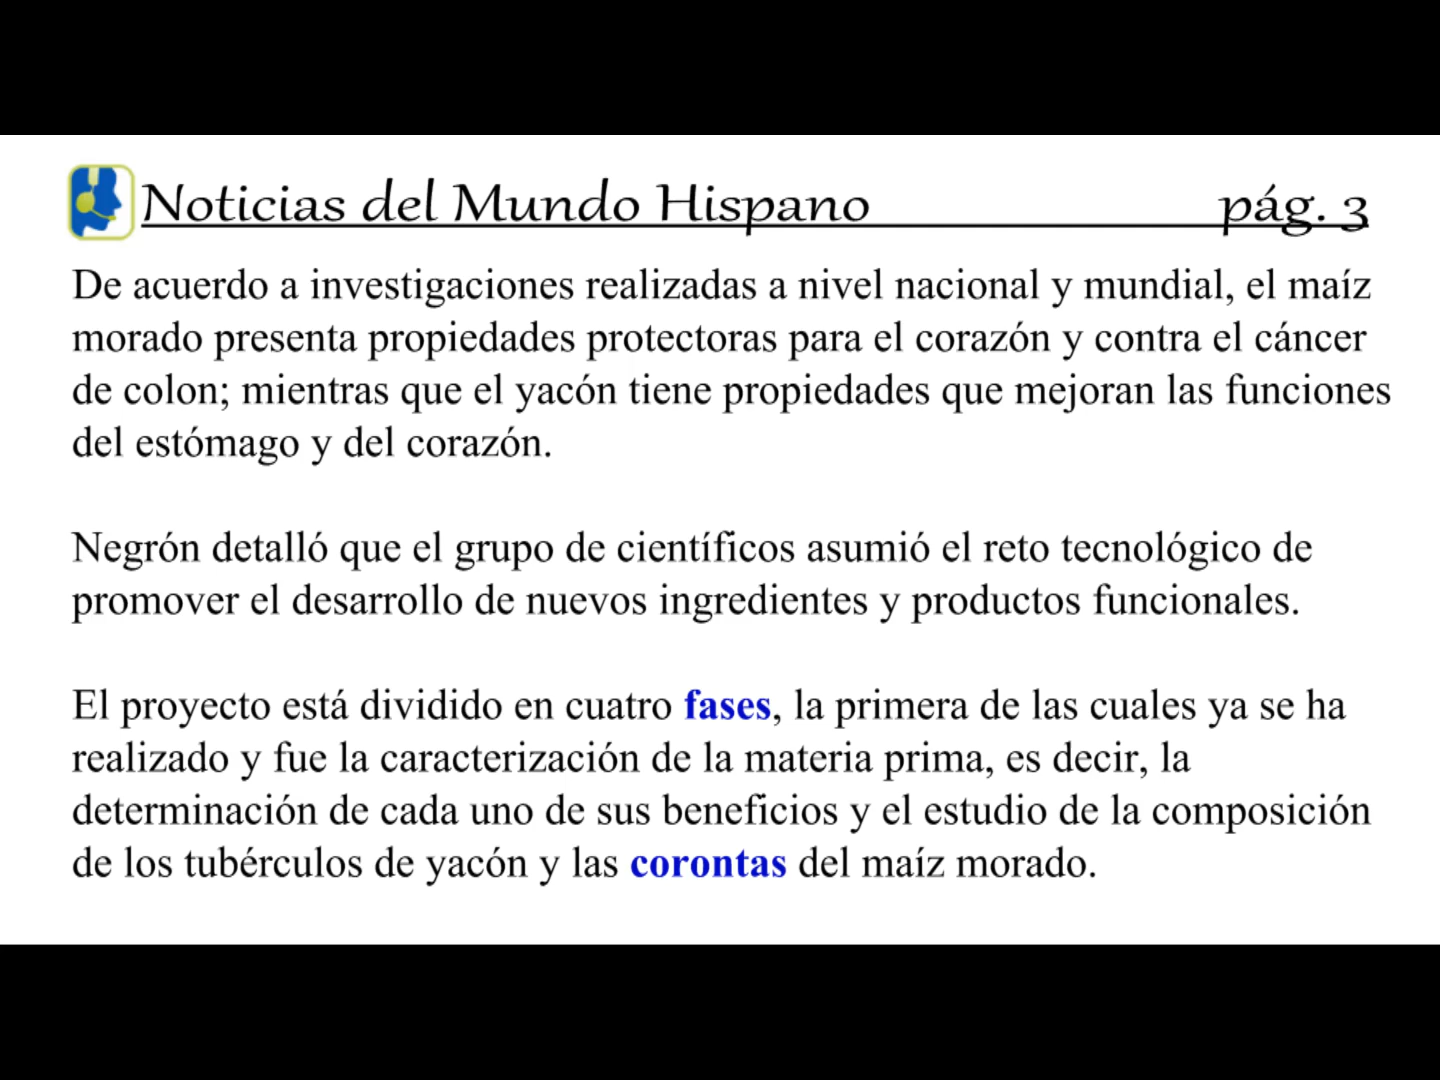 Noticias del Mundo Hispano pág. 3
De acuerdo a investigaciones realizadas a nivel nacional y mundial, el maíz
morado presenta propiedades protectoras para el corazón y contra el cáncer
de colon; mientras que el yacón tiene propiedades que mejoran las funciones
del estómago y del corazón.
Negrón detalló que el grupo de científicos asumió el reto tecnológico de
promover el desarrollo de nuevos ingredientes y productos funcionales.
El proyecto está dividido en cuatro fases, la primera de las cuales ya se ha
realizado y fue la caracterización de la materia prima, es decir, la
determinación de cada uno de sus beneficios y el estudio de la composición
de los tubérculos de yacón y las corontas del maíz morado.